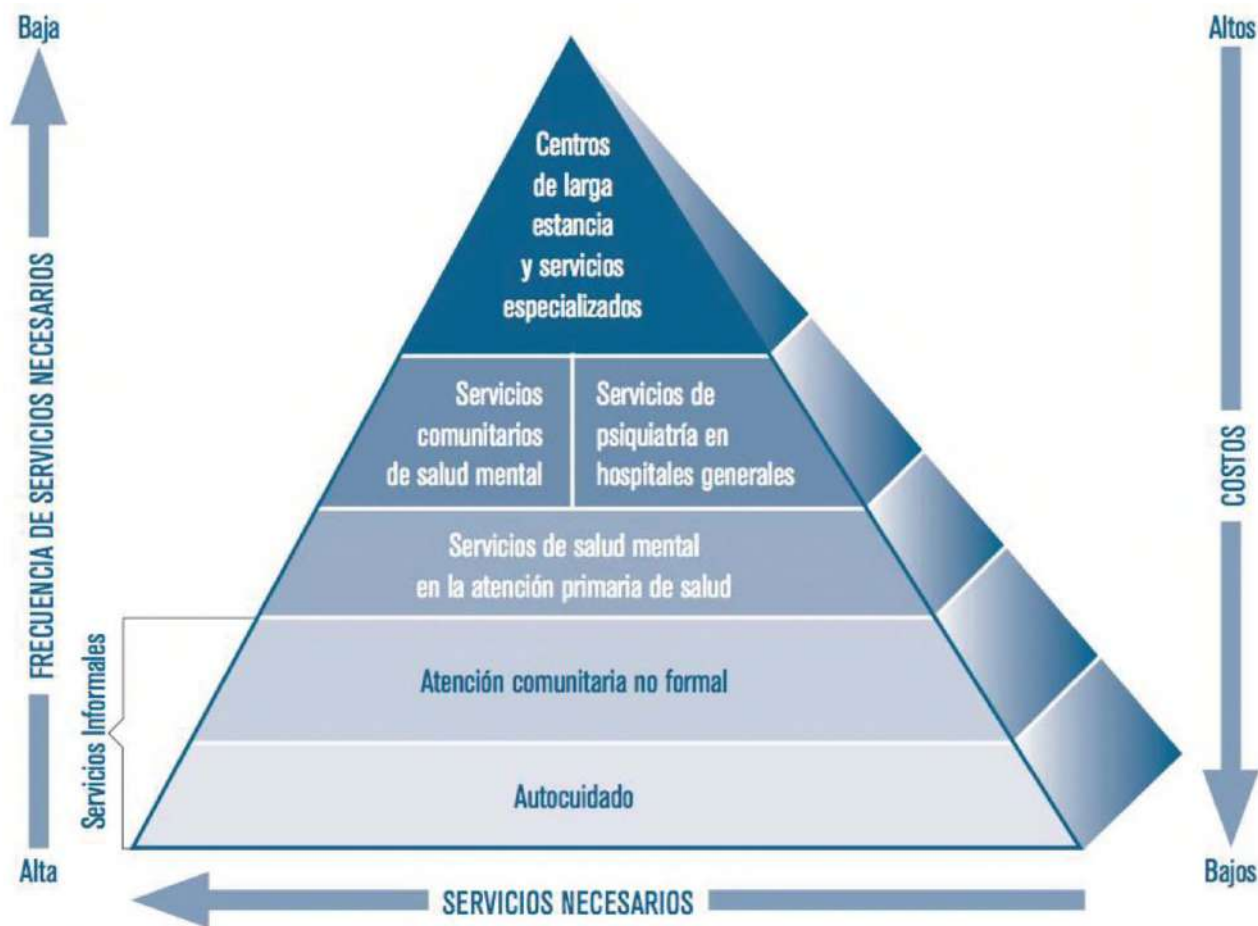 Baja
Altos
Centros
de larga
estancia
y servicios
especializados
Servicios
comunitarios
de salud mental
Servicios de
psiquiatría en
hospitales generales
Servicios de salud mental
en la atención primaria de salud
Atención comunitaria no formal
Autocuidado
FRECUENCIA DE SERVICIOS NECESARIOS
Servicios Informales
COSTOS
Alta
Bajos
SERVICIOS NECESARIOS